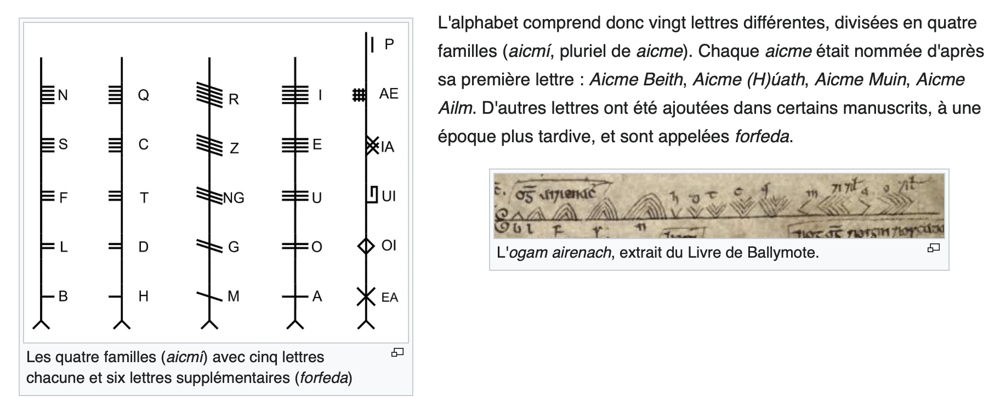 P
N Q R I AE
S C Z E IA
F T NG U UI
L D G O OI
B H M A EA
Les quatre familles (aicmí) avec cinq lettres
chacune et six lettres supplémentaires (forfeda)
L'alphabet comprend donc vingt lettres différentes, divisées en quatre
familles (aicmí, pluriel de aicme). Chaque aicme était nommée d'après
sa première lettre : Aicme Beith, Aicme (H)úath, Aicme Muin, Aicme
Ailm. D'autres lettres ont été ajoutées dans certains manuscrits, à une
époque plus tardive, et sont appelées forfeda.
L'ogam airenach, extrait du Livre de Ballymote.